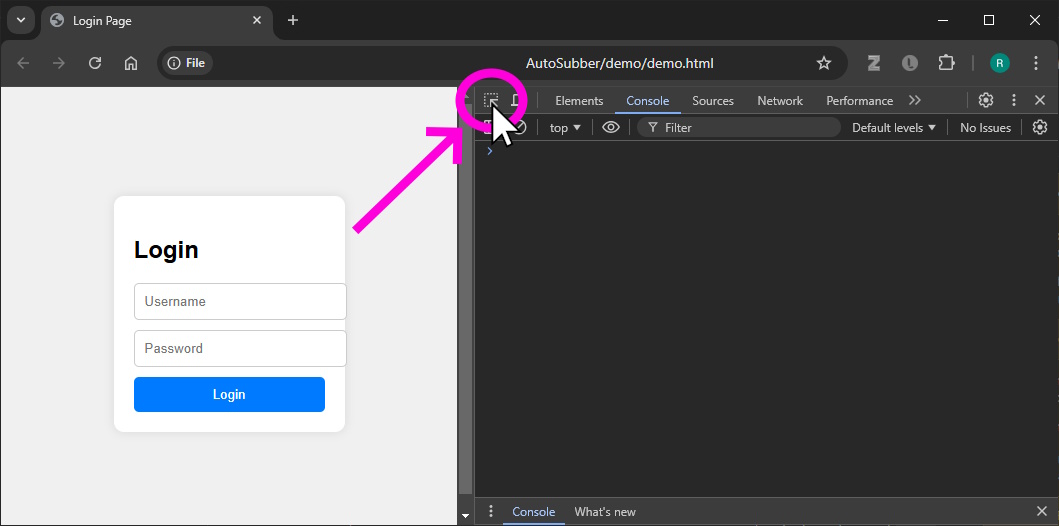 Login Page
File
AutoSubber/demo/demo.html
Z
L
R
Elements
Console
Sources
Network
Performance
top
Filter
Default levels
No Issues
Login
Username
Password
Login
Console
What's new